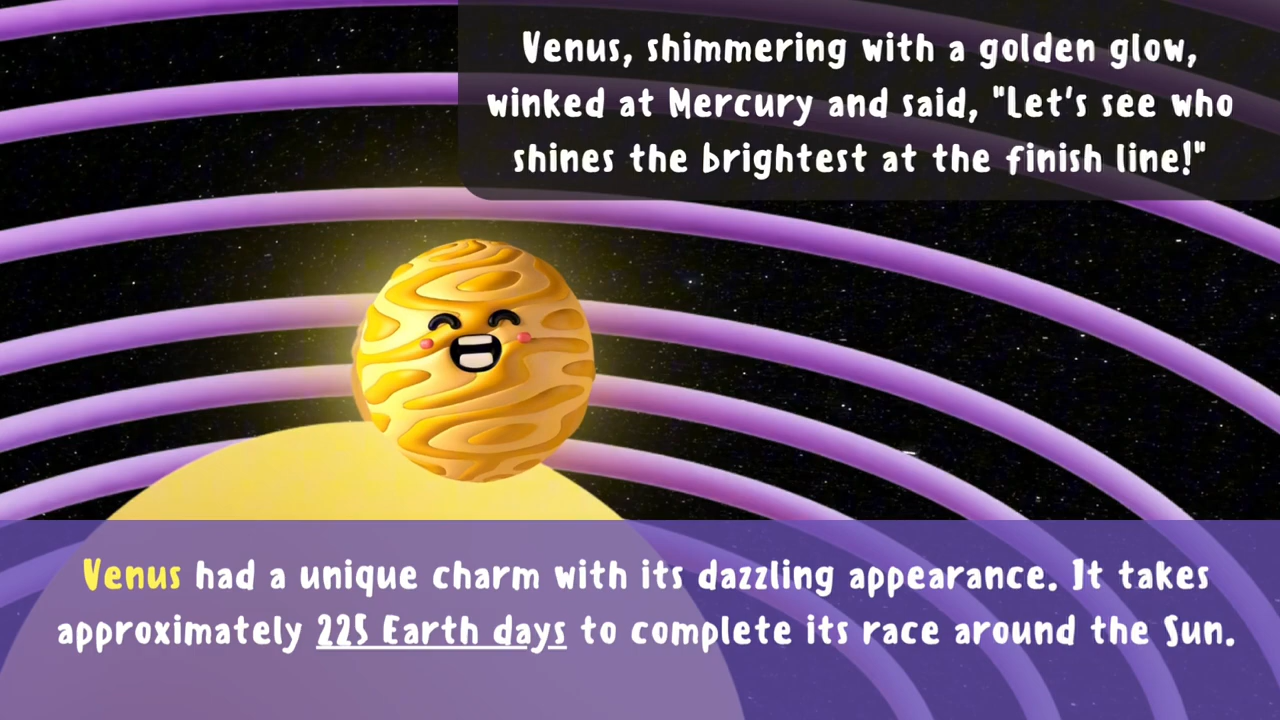 Venus, shimmering with a golden glow,
winked at Mercury and said, "Let's see who
shines the brightest at the finish line!"
Venus had a unique charm with its dazzling appearance. It takes
approximately 225 Earth days to complete its race around the Sun.